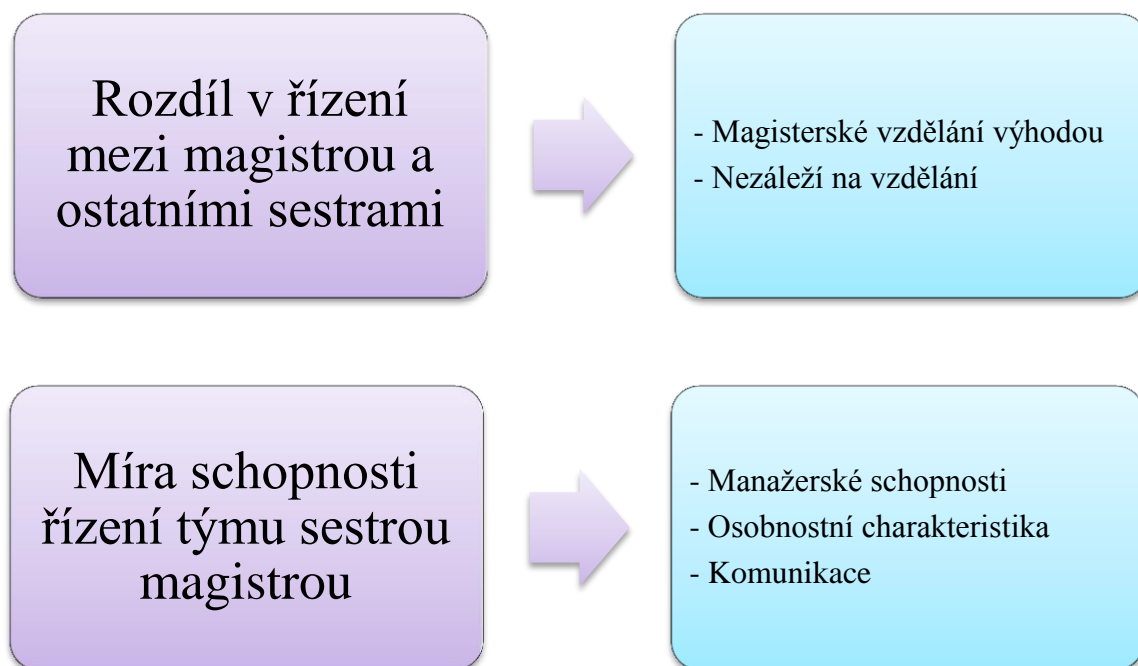 Rozdíl v řízení
mezi magistrou a
ostatními sestrami
- Magisterské vzdělání výhodou
- Nezáleží na vzdělání
Míra schopnosti
řízení týmu sestrou
magistrou
- Manažerské schopnosti
- Osobnostní charakteristika
- Komunikace